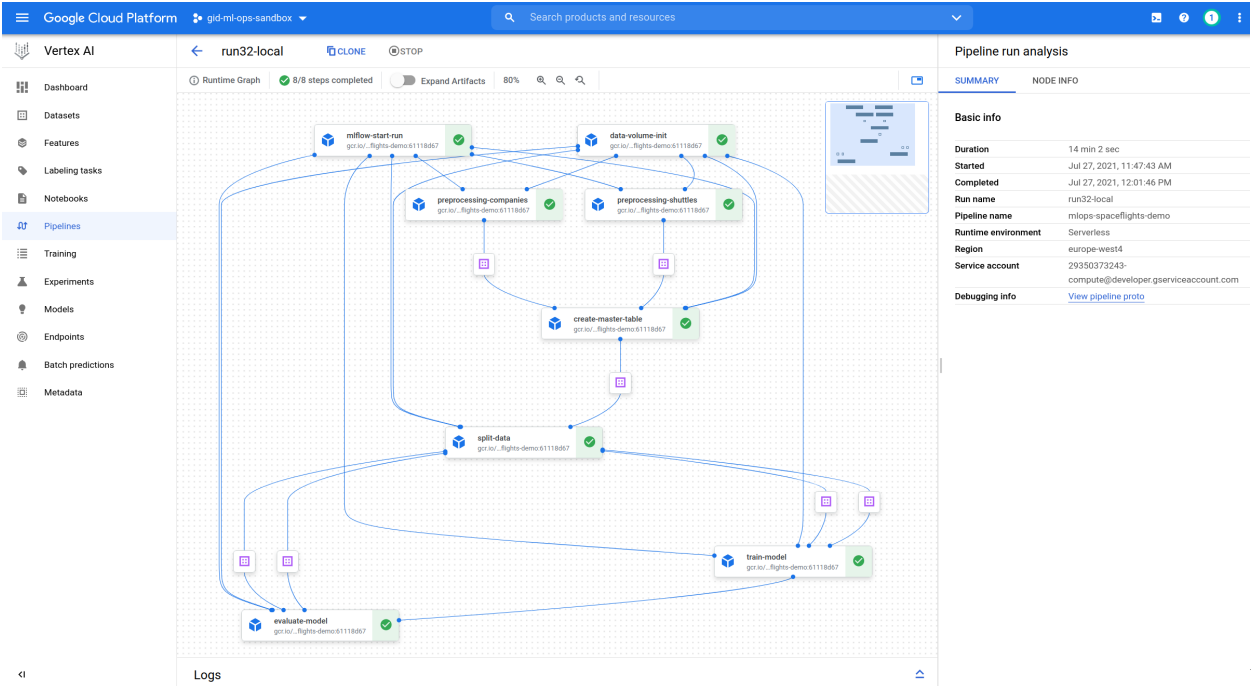 Google Cloud Platform
gid-ml-ops-sandbox
Search products and resources
1
Vertex AI
Dashboard
Datasets
Features
Labeling tasks
Notebooks
Pipelines
Training
Experiments
Models
Endpoints
Batch predictions
Metadata
run32-local
CLONE
STOP
Runtime Graph
8/8 steps completed
Expand Artifacts
80%
mlflow-start-run
gcr.io/...flights-demo:61118d67
data-volume-init
gcr.io/...flights-demo:61118d67
preprocessing-companies
gcr.io/...flights-demo:61118d67
preprocessing-shuttles
gcr.io/...flights-demo:61118d67
create-master-table
gcr.io/...flights-demo:61118d67
split-data
gcr.io/...flights-demo:61118d67
train-model
gcr.io/...flights-demo:61118d67
evaluate-model
gcr.io/...flights-demo:61118d67
Logs
Pipeline run analysis
SUMMARY
NODE INFO
Basic info
Duration 14 min 2 sec
Started Jul 27, 2021, 11:47:43 AM
Completed Jul 27, 2021, 12:01:46 PM
Run name run32-local
Pipeline name mlops-spaceflights-demo
Runtime environment Serverless
Region europe-west4
Service account 29350373243-
compute@developer.gserviceaccount.com
Debugging info View pipeline proto